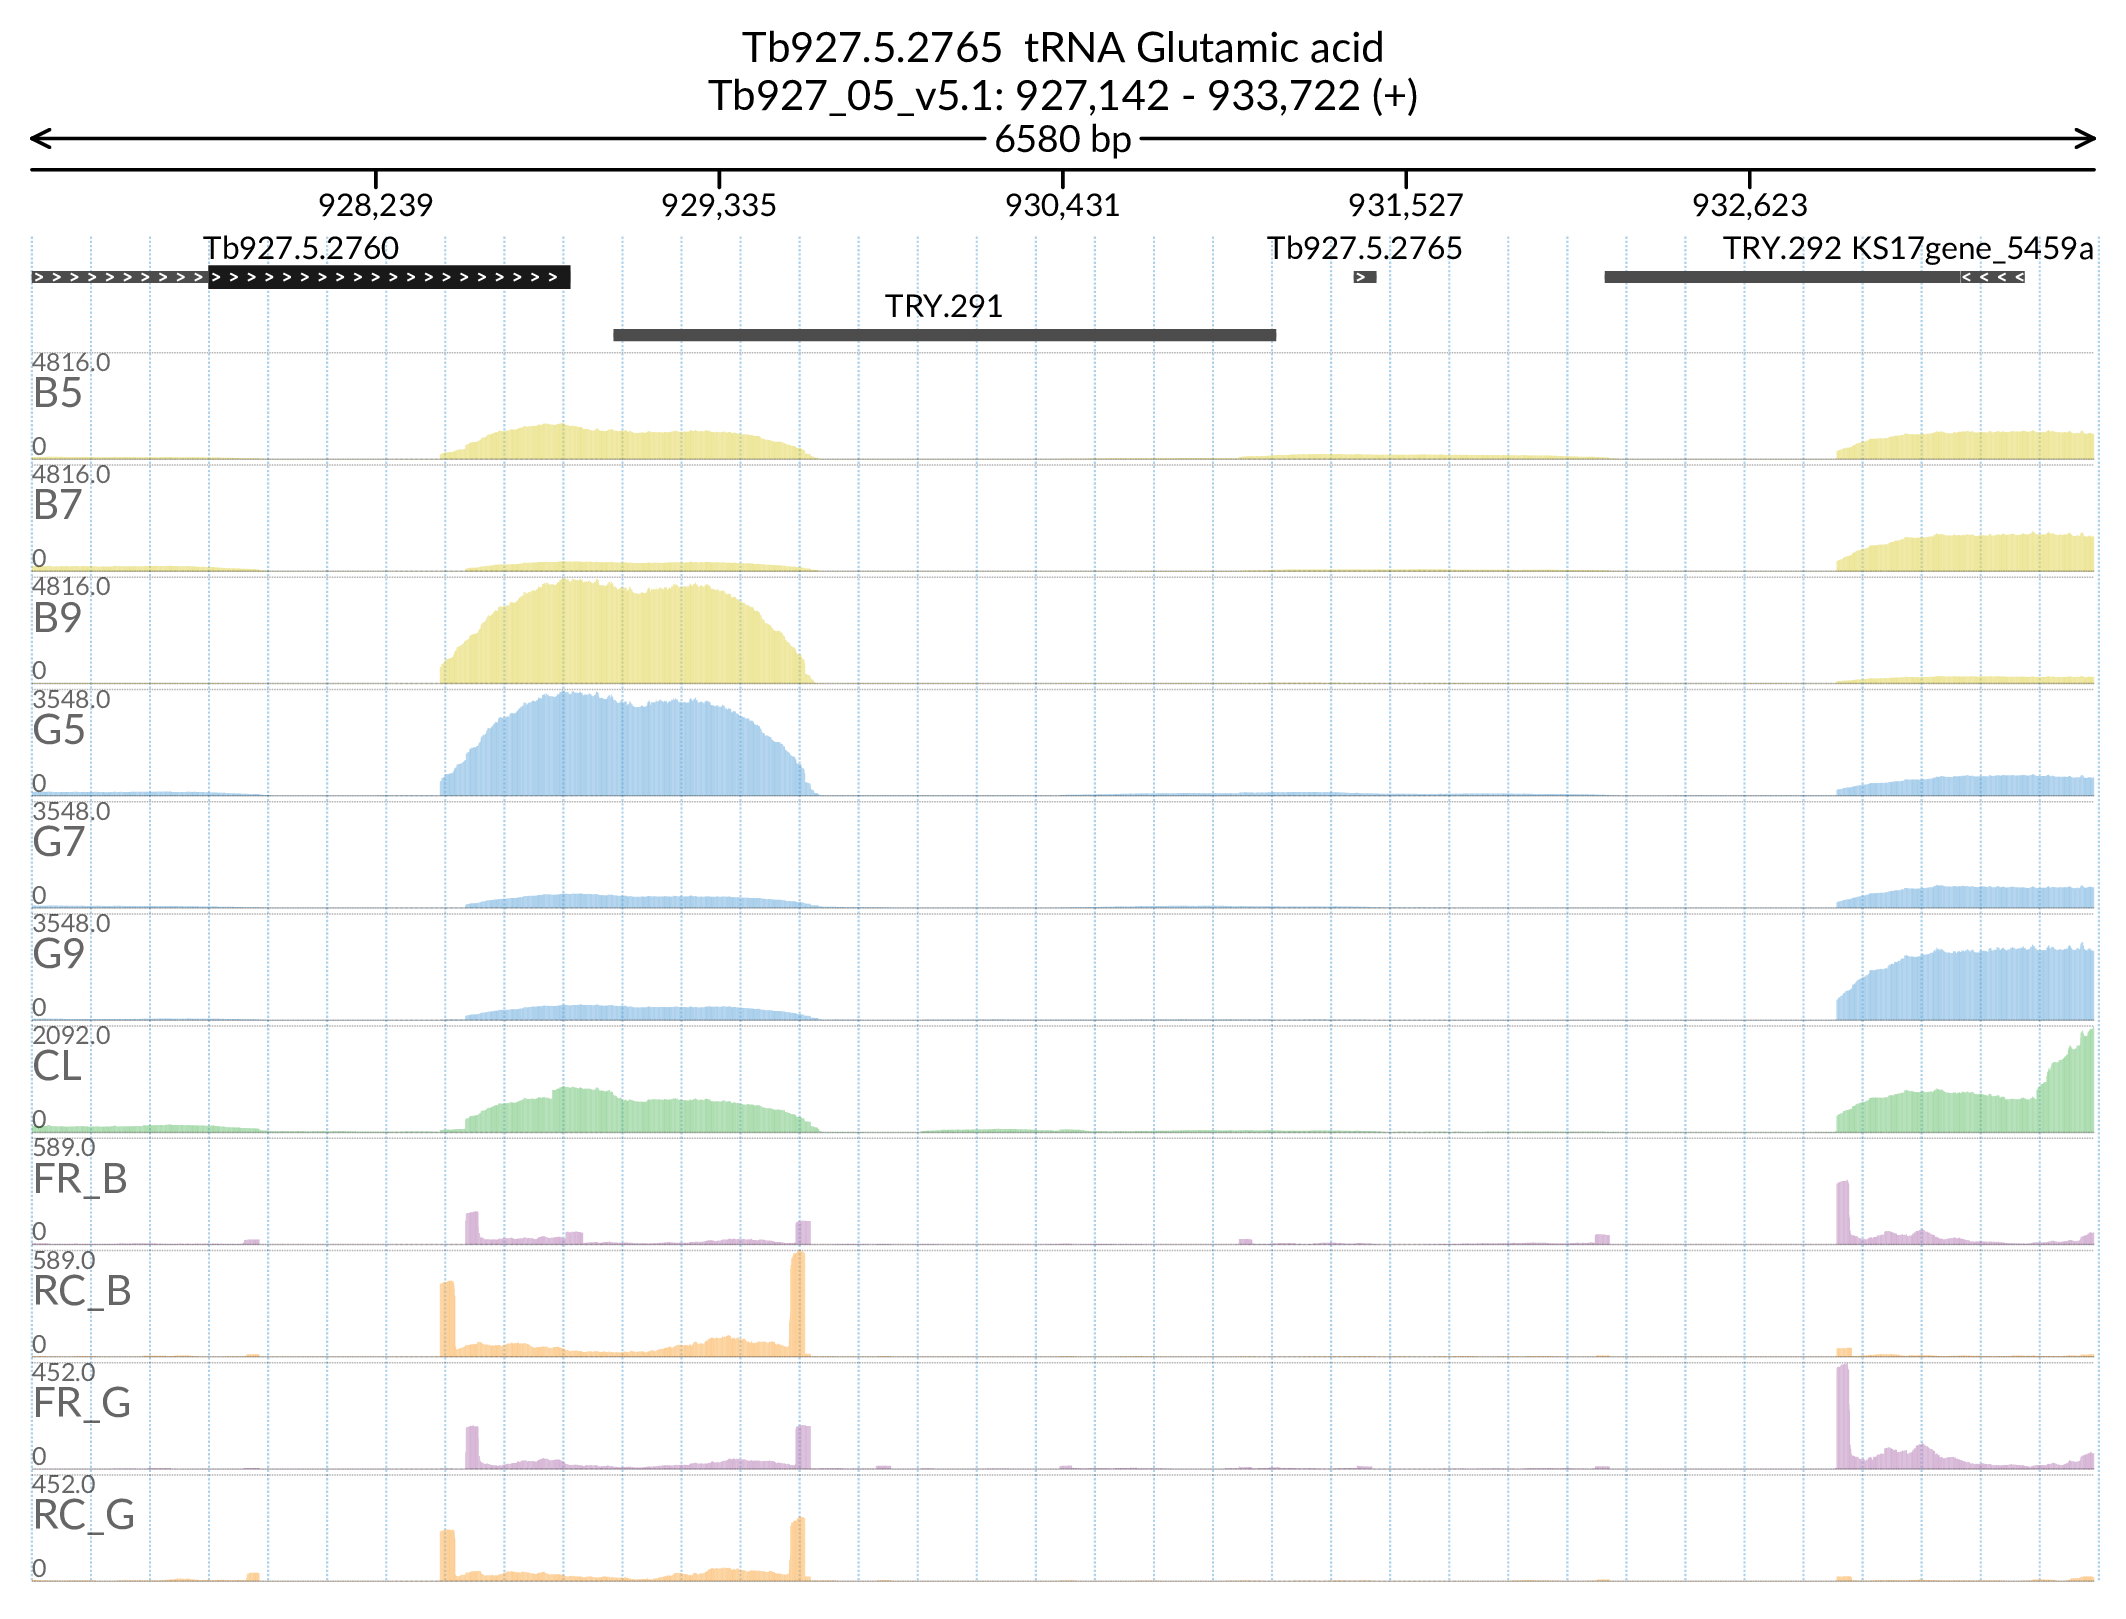 Tb927.5.2765  tRNA Glutamic acid
Tb927_05_v5.1: 927,142 - 933,722 (+)
6580 bp
928,239 929,335 930,431 931,527 932,623
Tb927.5.2760 Tb927.5.2765 TRY.292 KS17gene_5459a
TRY.291
4816.0
B5
0
4816.0
B7
0
4816.0
B9
0
3548.0
G5
0
3548.0
G7
0
3548.0
G9
0
2092.0
CL
0
589.0
FR_B
0
589.0
RC_B
0
452.0
FR_G
0
452.0
RC_G
0